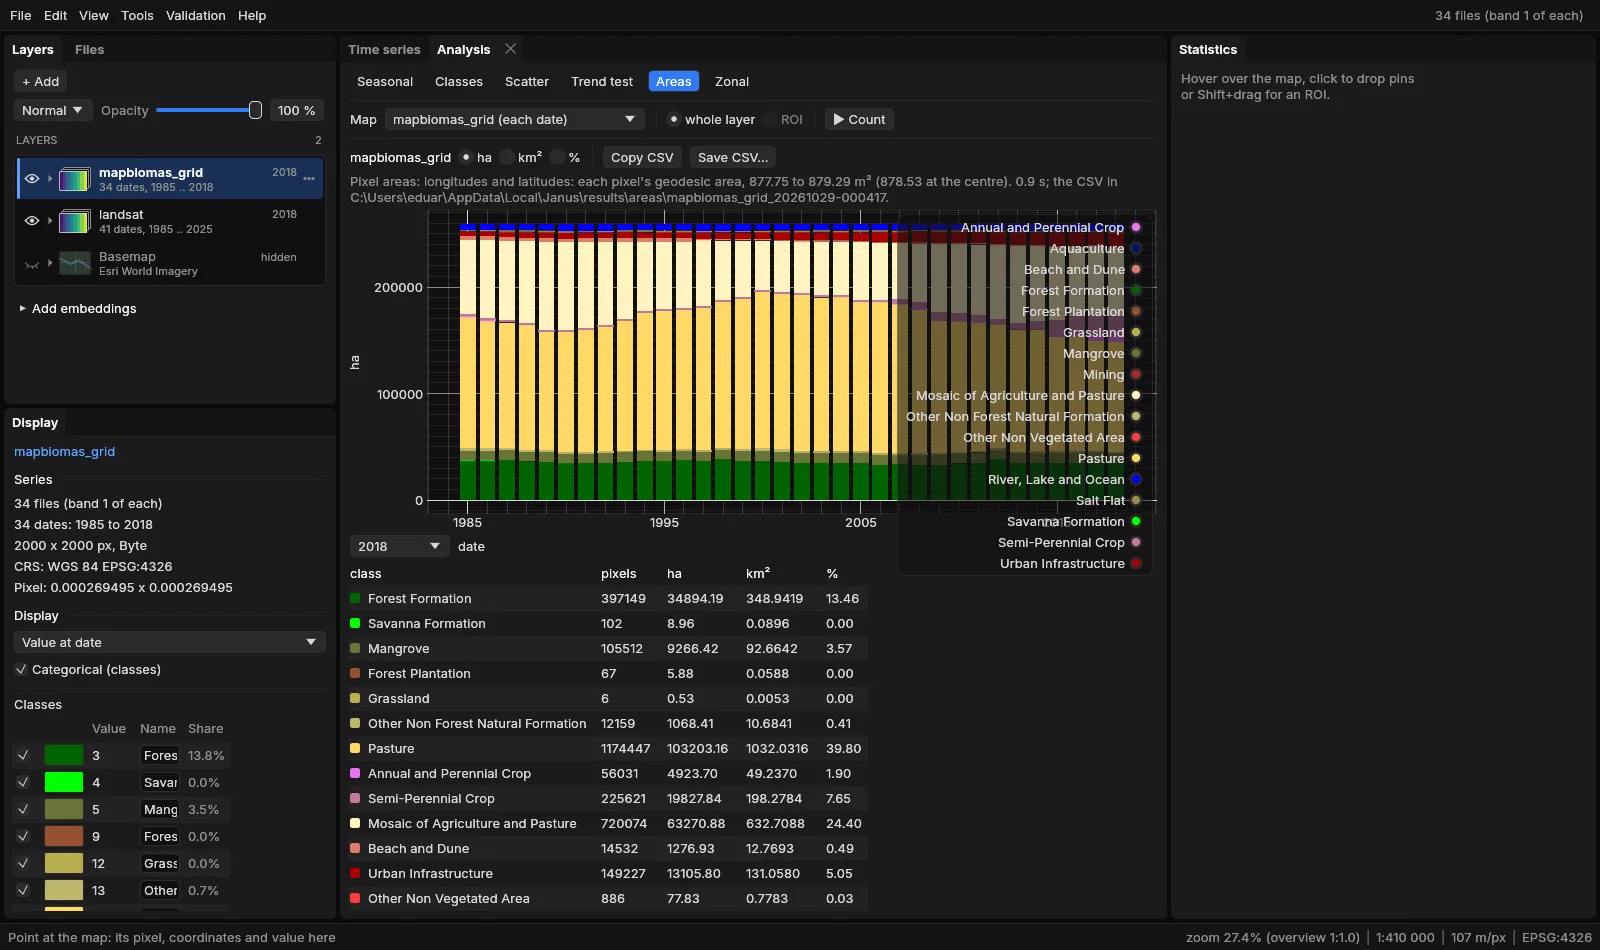 File Edit View Tools Validation Help
34 files (band 1 of each)
Layers Files
+ Add
Normal Opacity 100 %
LAYERS 2
mapbiomas_grid 2018
34 dates, 1985 .. 2018
landsat 2018
41 dates, 1985 .. 2025
Basemap hidden
Esri World Imagery
Add embeddings
Display
mapbiomas_grid
Series
34 files (band 1 of each)
34 dates: 1985 to 2018
2000 x 2000 px, Byte
CRS: WGS 84 EPSG:4326
Pixel: 0.000269495 x 0.000269495
Display
Value at date
Categorical (classes)
Classes
Value Name Share
3 Fores 13.8%
4 Savar 0.0%
5 Mang 3.5%
9 Fores 0.0%
12 Grass 0.0%
13 Other 0.7%
Time series Analysis
Seasonal Classes Scatter Trend test Areas Zonal
Map mapbiomas_grid (each date) whole layer ROI Count
mapbiomas_grid ha km² % Copy CSV Save CSV...
Pixel areas: longitudes and latitudes: each pixel's geodesic area, 877.75 to 879.29 m² (878.53 at the centre). 0.9 s; the CSV in
C:\Users\eduar\AppData\Local\Janus\results\areas\mapbiomas_grid_20261029-000417.
ha
200000
100000
0
1985 1995 2005
Annual and Perennial Crop
Aquaculture
Beach and Dune
Forest Formation
Forest Plantation
Grassland
Mangrove
Mining
Mosaic of Agriculture and Pasture
Other Non Forest Natural Formation
Other Non Vegetated Area
Pasture
River, Lake and Ocean
Salt Flat
Savanna Formation
Semi-Perennial Crop
Urban Infrastructure
2018 date
class pixels ha km² %
Forest Formation 397149 34894.19 348.9419 13.46
Savanna Formation 102 8.96 0.0896 0.00
Mangrove 105512 9266.42 92.6642 3.57
Forest Plantation 67 5.88 0.0588 0.00
Grassland 6 0.53 0.0053 0.00
Other Non Forest Natural Formation 12159 1068.41 10.6841 0.41
Pasture 1174447 103203.16 1032.0316 39.80
Annual and Perennial Crop 56031 4923.70 49.2370 1.90
Semi-Perennial Crop 225621 19827.84 198.2784 7.65
Mosaic of Agriculture and Pasture 720074 63270.88 632.7088 24.40
Beach and Dune 14532 1276.93 12.7693 0.49
Urban Infrastructure 149227 13105.80 131.0580 5.05
Other Non Vegetated Area 886 77.83 0.7783 0.03
Statistics
Hover over the map, click to drop pins
or Shift+drag for an ROI.
Point at the map: its pixel, coordinates and value here
zoom 27.4% (overview 1:1.0) | 1:410 000 | 107 m/px | EPSG:4326